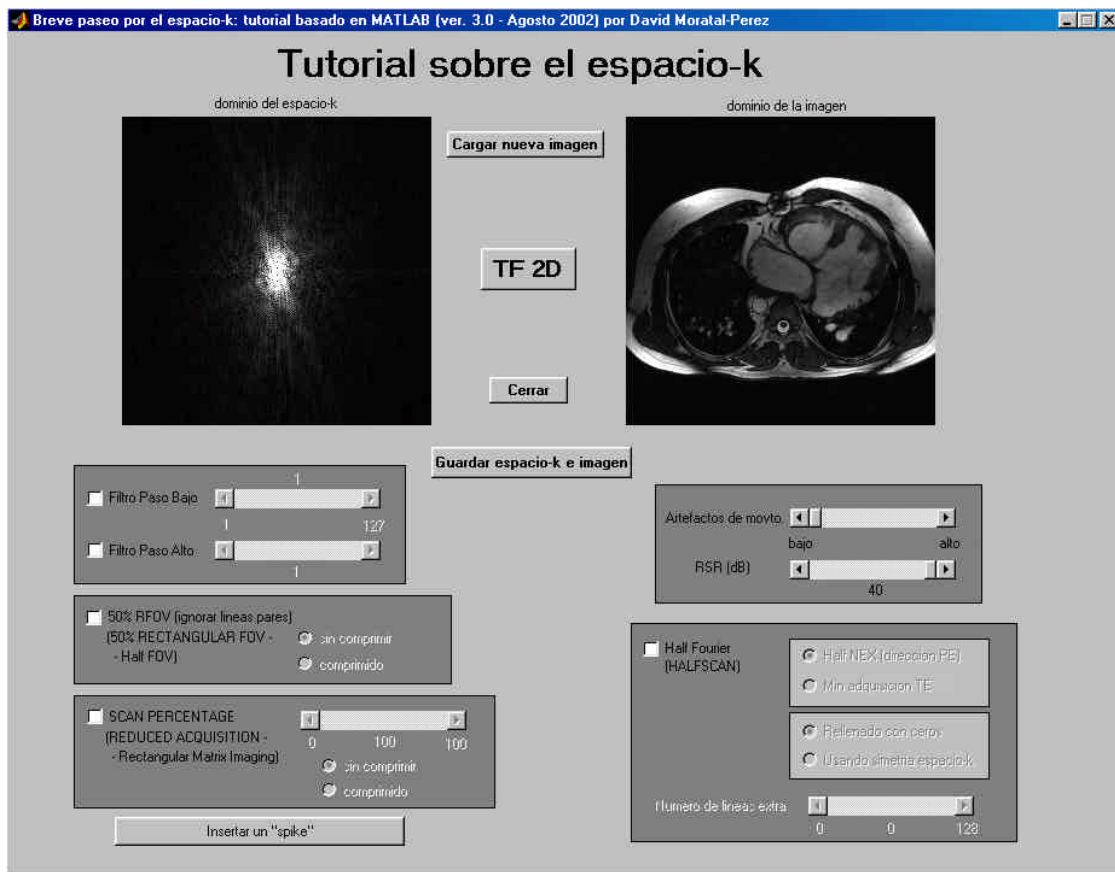 Breve paseo por el espacio-k: tutorial basado en MATLAB (ver. 3.0 - Agosto 2002) por David Moratal-Perez
Tutorial sobre el espacio-k
dominio del espacio-k
dominio de la imagen
Cargar nueva imagen
TF 2D
Cerrar
Guardar espacio-k e imagen
1
Filtro Paso Bajo
1 127
Filtro Paso Alto
1
50% RFOV (ignorar lineas pares)
(50% RECTANGULAR FOV -
- Half FOV)
sin comprimir
comprimido
SCAN PERCENTAGE
(REDUCED ACQUISITION -
- Rectangular Matrix Imaging)
0 100 100
sin comprimir
comprimido
Insertar un "spike"
Artefactos de movto.
bajo alto
RSR (dB)
40
Half Fourier
(HALFSCAN)
Half NEX (direccion PE)
Min adquisicion TE
Rellenado con ceros
Usando simetria espacio-k
Numero de lineas extra
0 0 128